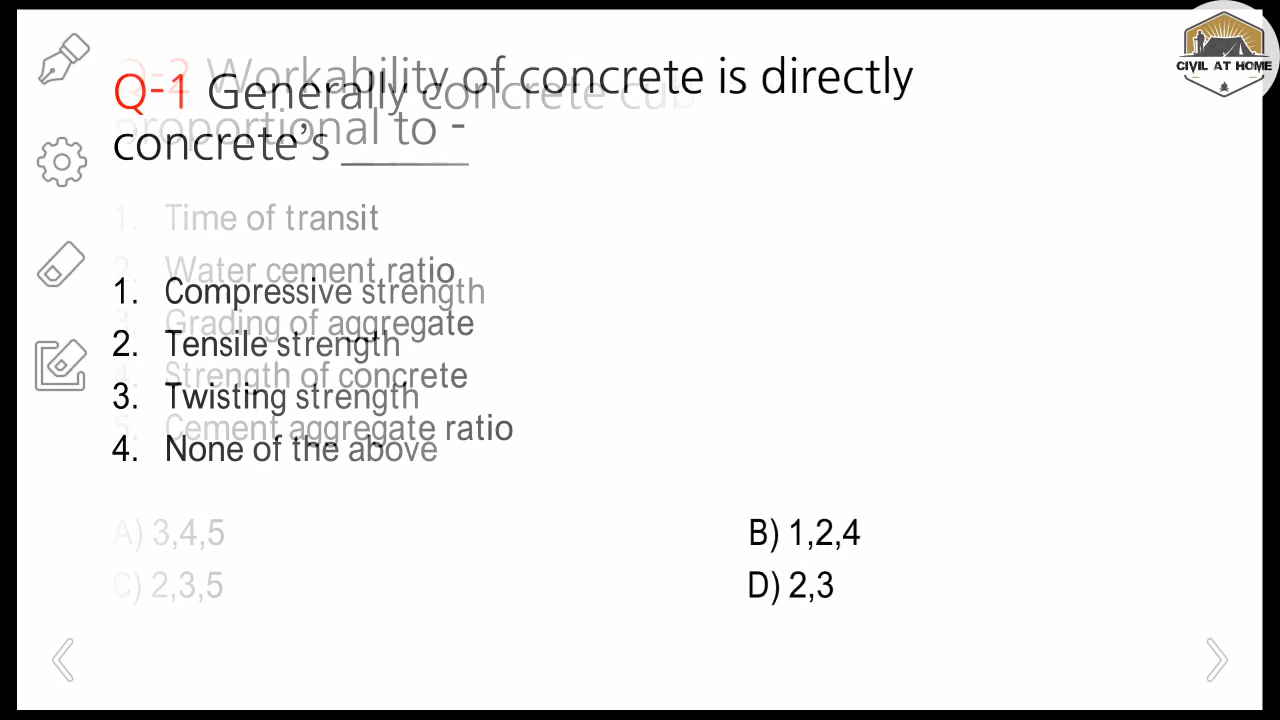 CIVIL AT HOME
Q-2 Workability of concrete is directly
proportional to -
1. Time of transit
2. Water cement ratio
3. Grading of aggregate
4. Strength of concrete
5. Cement aggregate ratio
A) 3,4,5
B) 1,2,4
C) 2,3,5
D) 2,3
Q-1 Generally concrete
concrete's ______
1. Compressive strength
2. Tensile strength
3. Twisting strength
4. None of the above